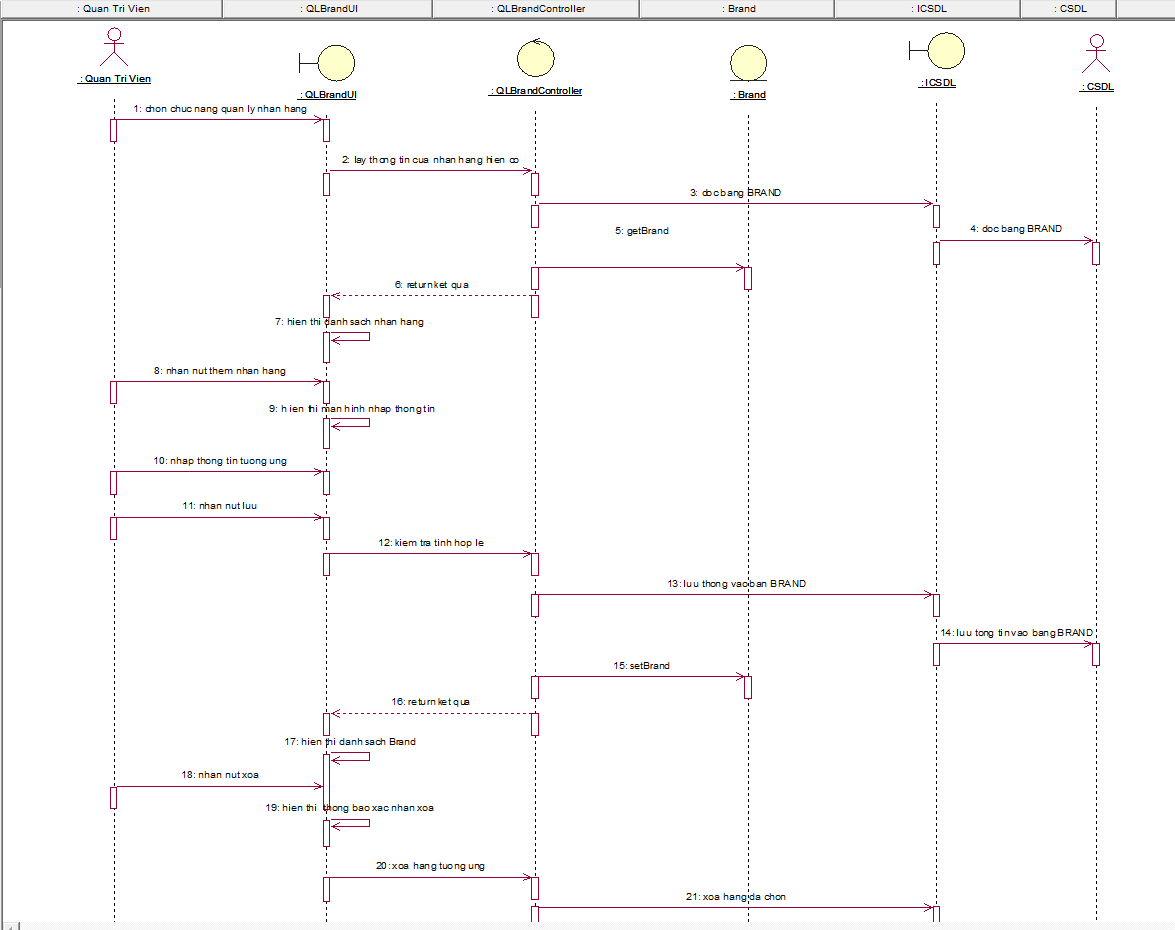 : Quan Tri Vien
: QLBrandUI
: QLBrandController
: Brand
: ICSDL
: CSDL
: Quan Tri Vien
: QLBrandUI
: QLBrandController
: Brand
: ICSDL
: CSDL
1: chon chuc nang quan ly nhan hang
2: lay thong tin cua nhan hang hien co
3: doc bang BRAND
4: doc bang BRAND
5: getBrand
6: return ket qua
7: hien thi danh sach nhan hang
8: nhan nut them nhan hang
9: hien thi man hinh nhap thong tin
10: nhap thong tin tuong ung
11: nhan nut luu
12: kiem tra tinh hop le
13: luu thong vao ban BRAND
14: luu tong tin vao bang BRAND
15: setBrand
16: return ket qua
17: hien thi danh sach Brand
18: nhan nut xoa
19: hien thi thong bao xac nhan xoa
20: xoa hang tuong ung
21: xoa hang da chon